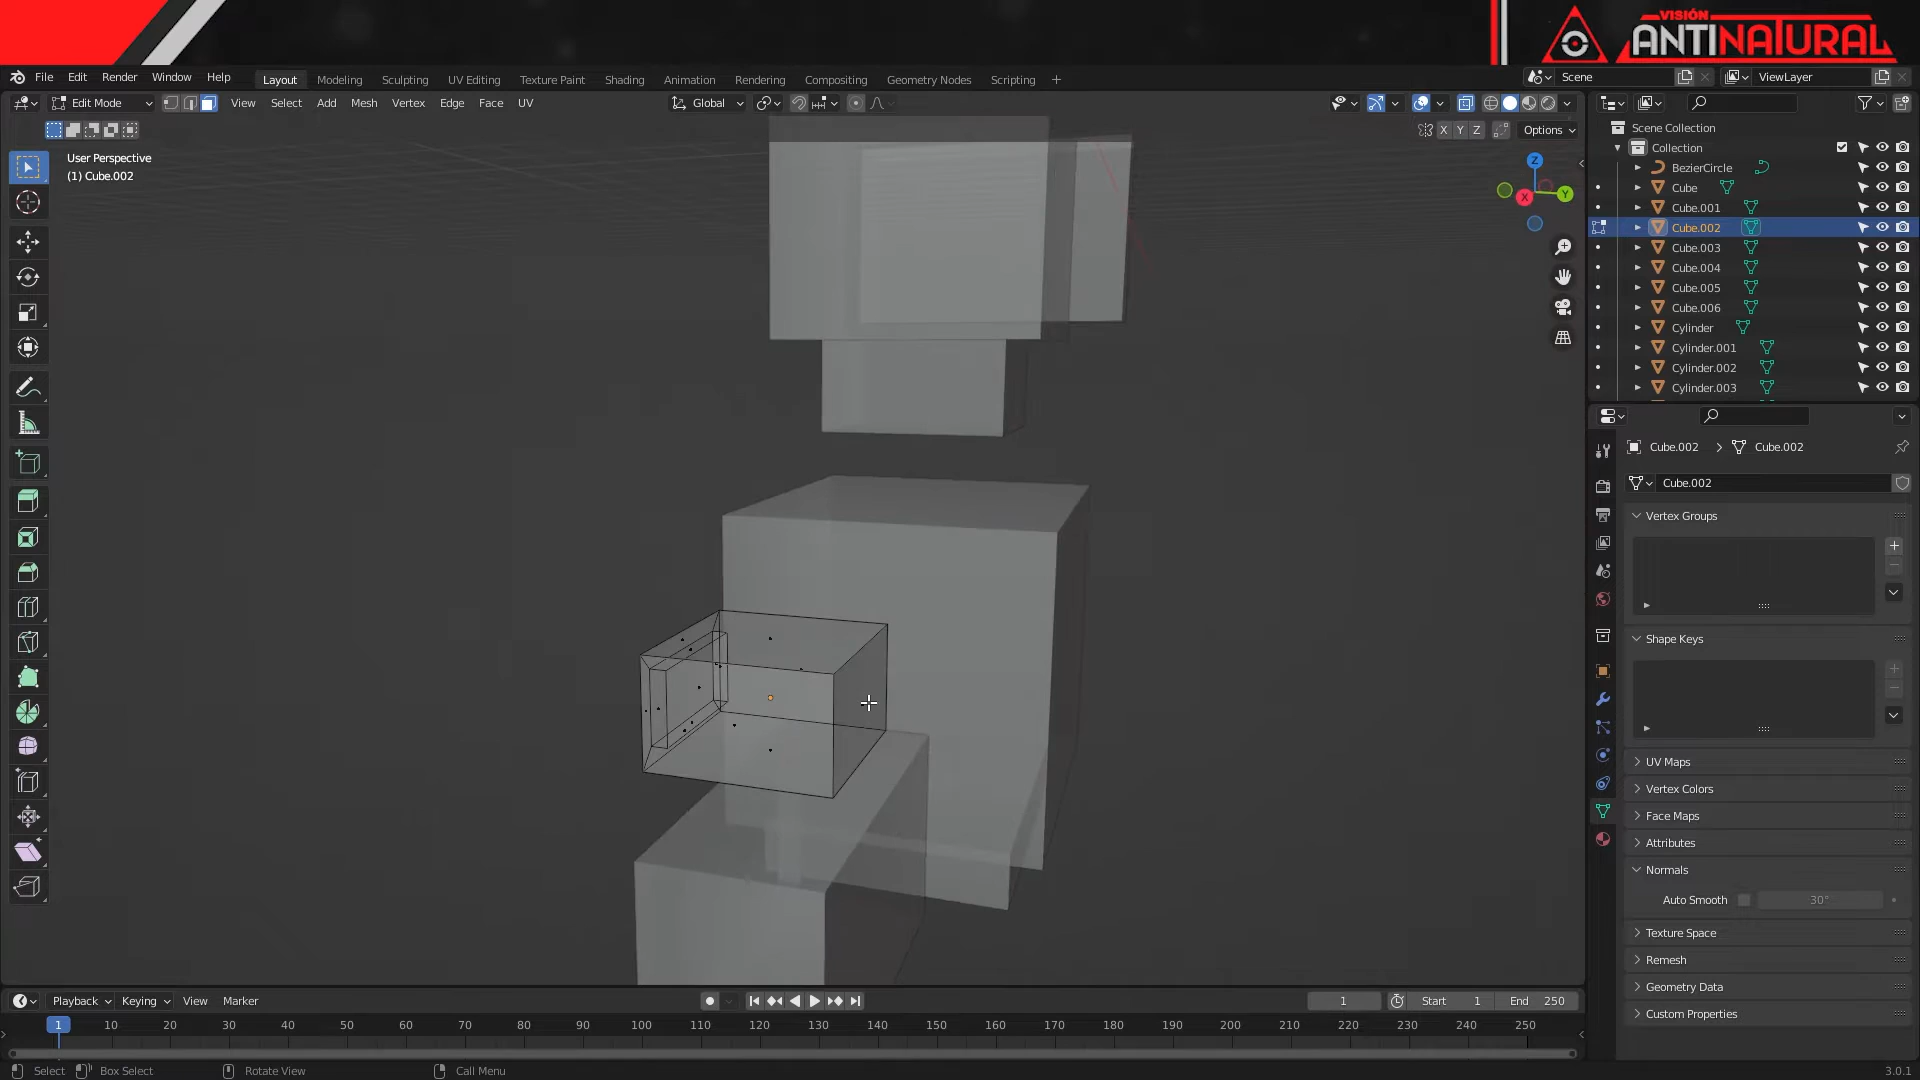 VISIÓN
ANTINATURAL
File Edit Render Window Help Layout Modeling Sculpting UV Editing Texture Paint Shading Animation Rendering Compositing Geometry Nodes Scripting + Scene ViewLayer
Edit Mode View Select Add Mesh Vertex Edge Face UV Global
X Y Z Options
User Perspective
(1) Cube.002
Z
X
Y
Scene Collection
Collection
BezierCircle
Cube
Cube.001
Cube.002
Cube.003
Cube.004
Cube.005
Cube.006
Cylinder
Cylinder.001
Cylinder.002
Cylinder.003
Cube.002 > Cube.002
Cube.002
Vertex Groups
Shape Keys
UV Maps
Vertex Colors
Face Maps
Attributes
Normals
Auto Smooth 30°
Texture Space
Remesh
Geometry Data
Custom Properties
Playback Keying View Marker 1 Start 1 End 250
1 10 20 30 40 50 60 70 80 90 100 110 120 130 140 150 160 170 180 190 200 210 220 230 240 250
Select Box Select Rotate View Call Menu 3.0.1